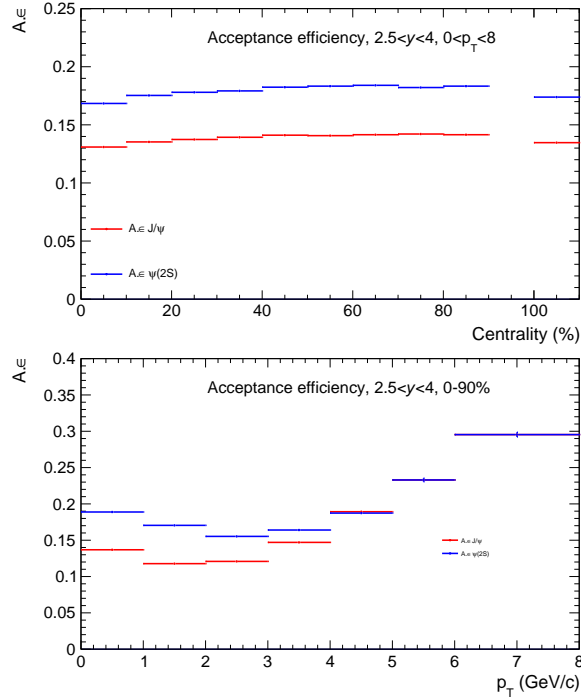 0.25
Acceptance efficiency, 2.5<y<4, 0<p_T<8
A.∈
0.2
0.15
0.1
A.∈ J/ψ
0.05
A.∈ ψ(2S)
0
0 20 40 60 80 100
Centrality (%)
0.4
A.∈
Acceptance efficiency, 2.5<y<4, 0-90%
0.35
0.3
0.25
0.2
0.15
A.∈ J/ψ
A.∈ ψ(2S)
0.1
0.05
0
0 1 2 3 4 5 6 7 8
p_T (GeV/c)